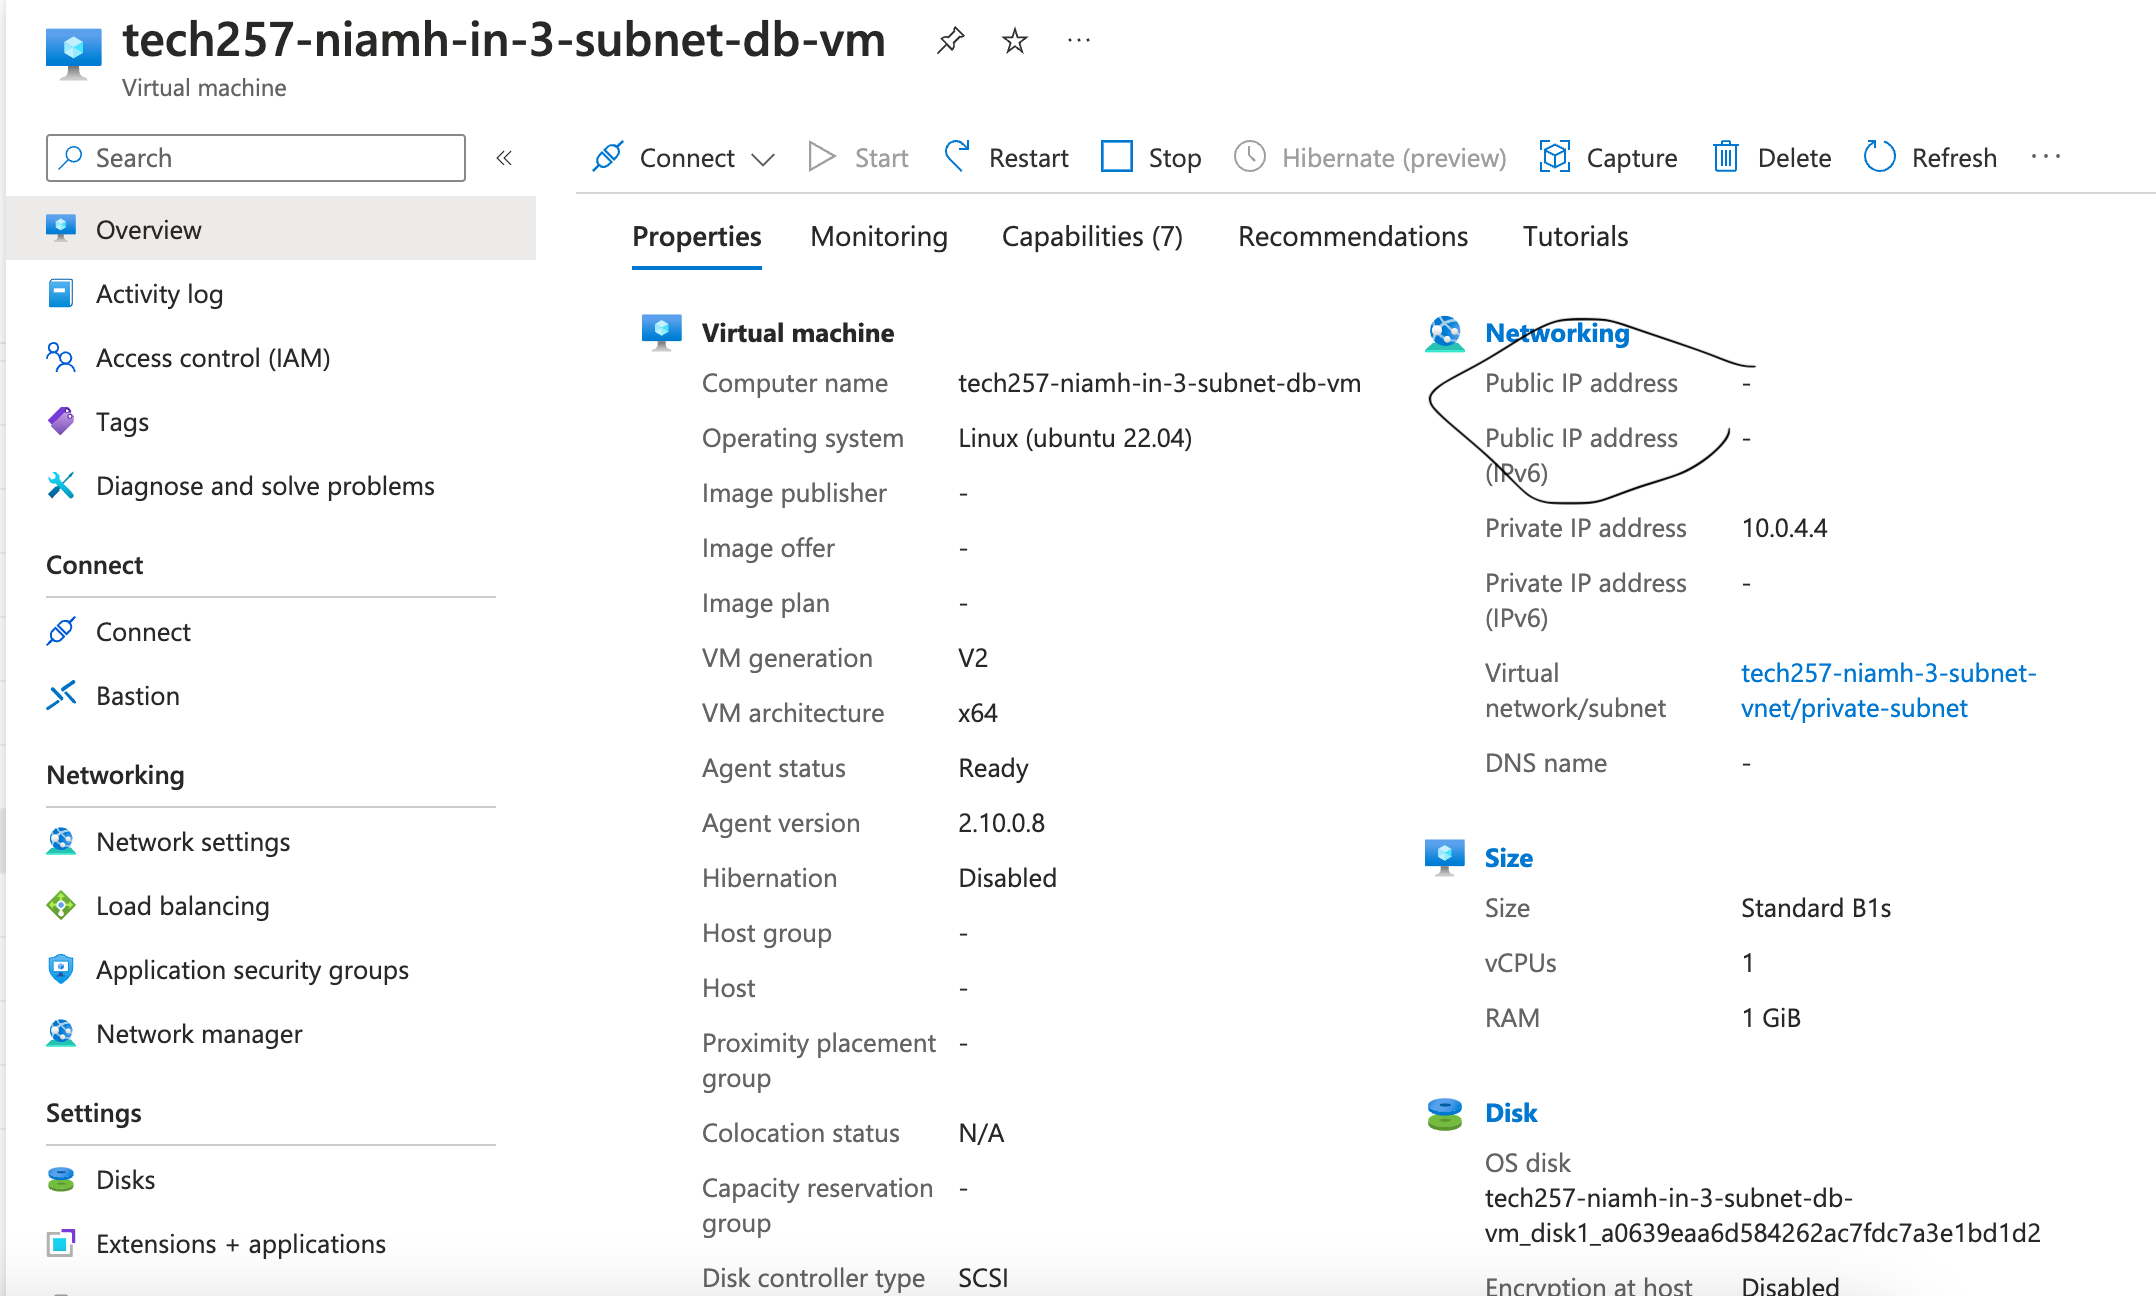 tech257-niamh-in-3-subnet-db-vm
Virtual machine
Search
Connect
Start
Restart
Stop
Hibernate (preview)
Capture
Delete
Refresh
Overview
Activity log
Access control (IAM)
Tags
Diagnose and solve problems
Connect
Connect
Bastion
Networking
Network settings
Load balancing
Application security groups
Network manager
Settings
Disks
Extensions + applications
Properties
Monitoring
Capabilities (7)
Recommendations
Tutorials
Virtual machine
Computer name tech257-niamh-in-3-subnet-db-vm
Operating system Linux (ubuntu 22.04)
Image publisher -
Image offer -
Image plan -
VM generation V2
VM architecture x64
Agent status Ready
Agent version 2.10.0.8
Hibernation Disabled
Host group -
Host -
Proximity placement -
group
Colocation status N/A
Capacity reservation -
group
Disk controller type SCSI
Networking
Public IP address -
Public IP address -
(IPv6)
Private IP address 10.0.4.4
Private IP address -
(IPv6)
Virtual tech257-niamh-3-subnet-
network/subnet vnet/private-subnet
DNS name -
Size
Size Standard B1s
vCPUs 1
RAM 1 GiB
Disk
OS disk
tech257-niamh-in-3-subnet-db-
vm_disk1_a0639eaa6d584262ac7fdc7a3e1bd1d2
Encryption at host Disabled